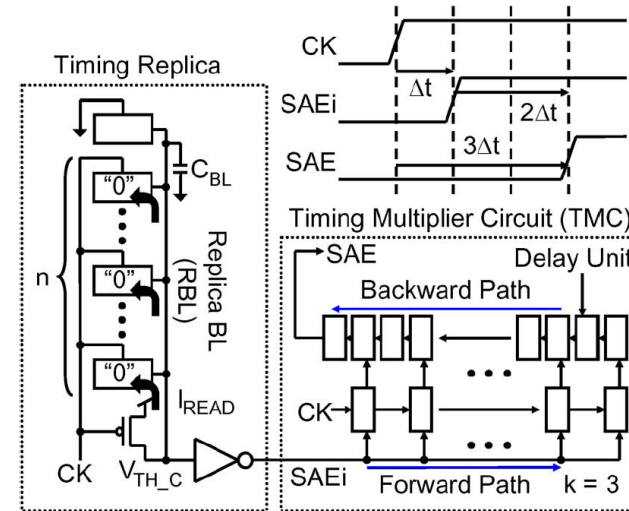 CK
Δt
SAEi
2Δt
SAE
3Δt
Timing Replica
C_BL
"0"
"0"
"0"
n
Replica BL
(RBL)
I_READ
CK
V_TH_C
SAEi
Timing Multiplier Circuit (TMC)
SAE
Delay Unit
Backward Path
CK
Forward Path
k = 3